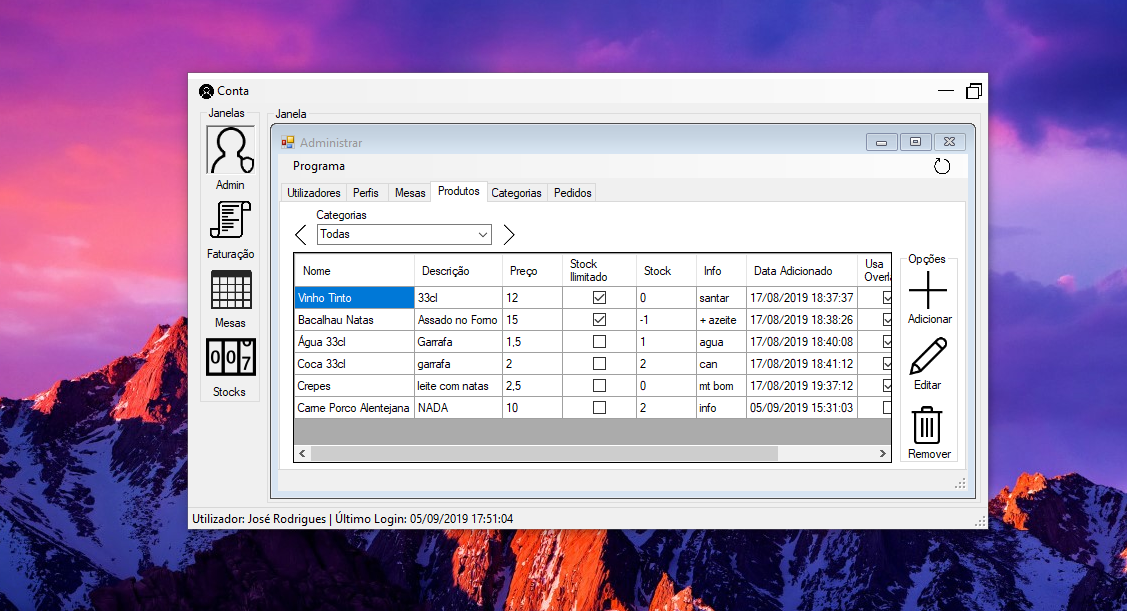 Conta
Janelas
Admin
Faturação
Mesas
007
Stocks
Janela
Administrar
Programa
Utilizadores Perfis Mesas Produtos Categorias Pedidos
Categorias
Todas
Nome Descrição Preço Stock Ilimitado Stock Info Data Adicionado Usa Overl
Vinho Tinto 33cl 12 0 santar 17/08/2019 18:37:37
Bacalhau Natas Assado no Forno 15 -1 + azeite 17/08/2019 18:38:26
Água 33cl Garrafa 1,5 1 agua 17/08/2019 18:40:08
Coca 33cl garrafa 2 2 can 17/08/2019 18:41:12
Crepes leite com natas 2,5 0 mt bom 17/08/2019 19:37:12
Carne Porco Alentejana NADA 10 2 info 05/09/2019 15:31:03
Opções
Adicionar
Editar
Remover
Utilizador: José Rodrigues | Último Login: 05/09/2019 17:51:04